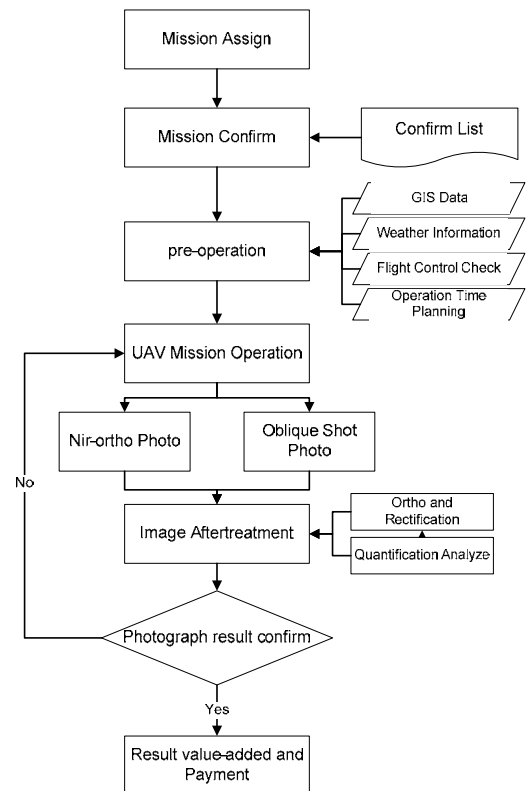 Mission Assign
Mission Confirm
Confirm List
pre-operation
GIS Data
Weather Information
Flight Control Check
Operation Time
Planning
UAV Mission Operation
Nir-ortho Photo
Oblique Shot
Photo
No
Image Aftertreatment
Ortho and
Rectification
Quantification Analyze
Photograph result confirm
Yes
Result value-added and
Payment